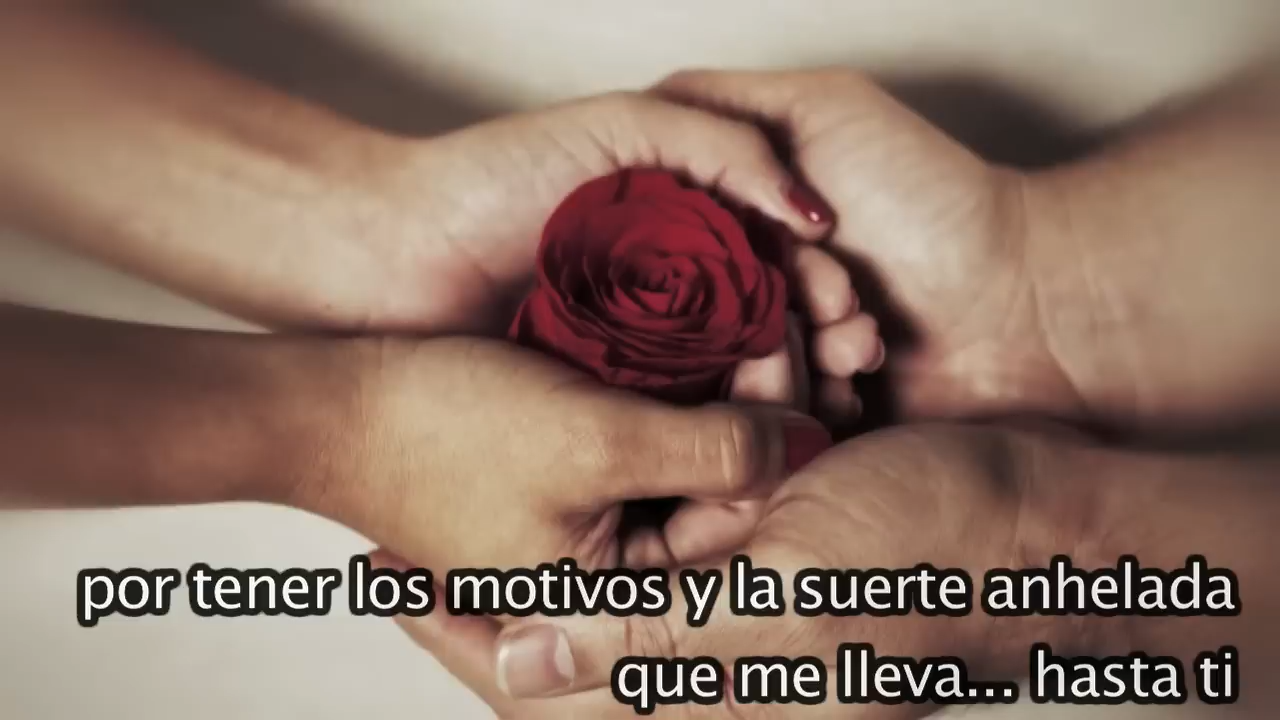 por tener los motivos y la suerte anhelada
que me lleva... hasta ti